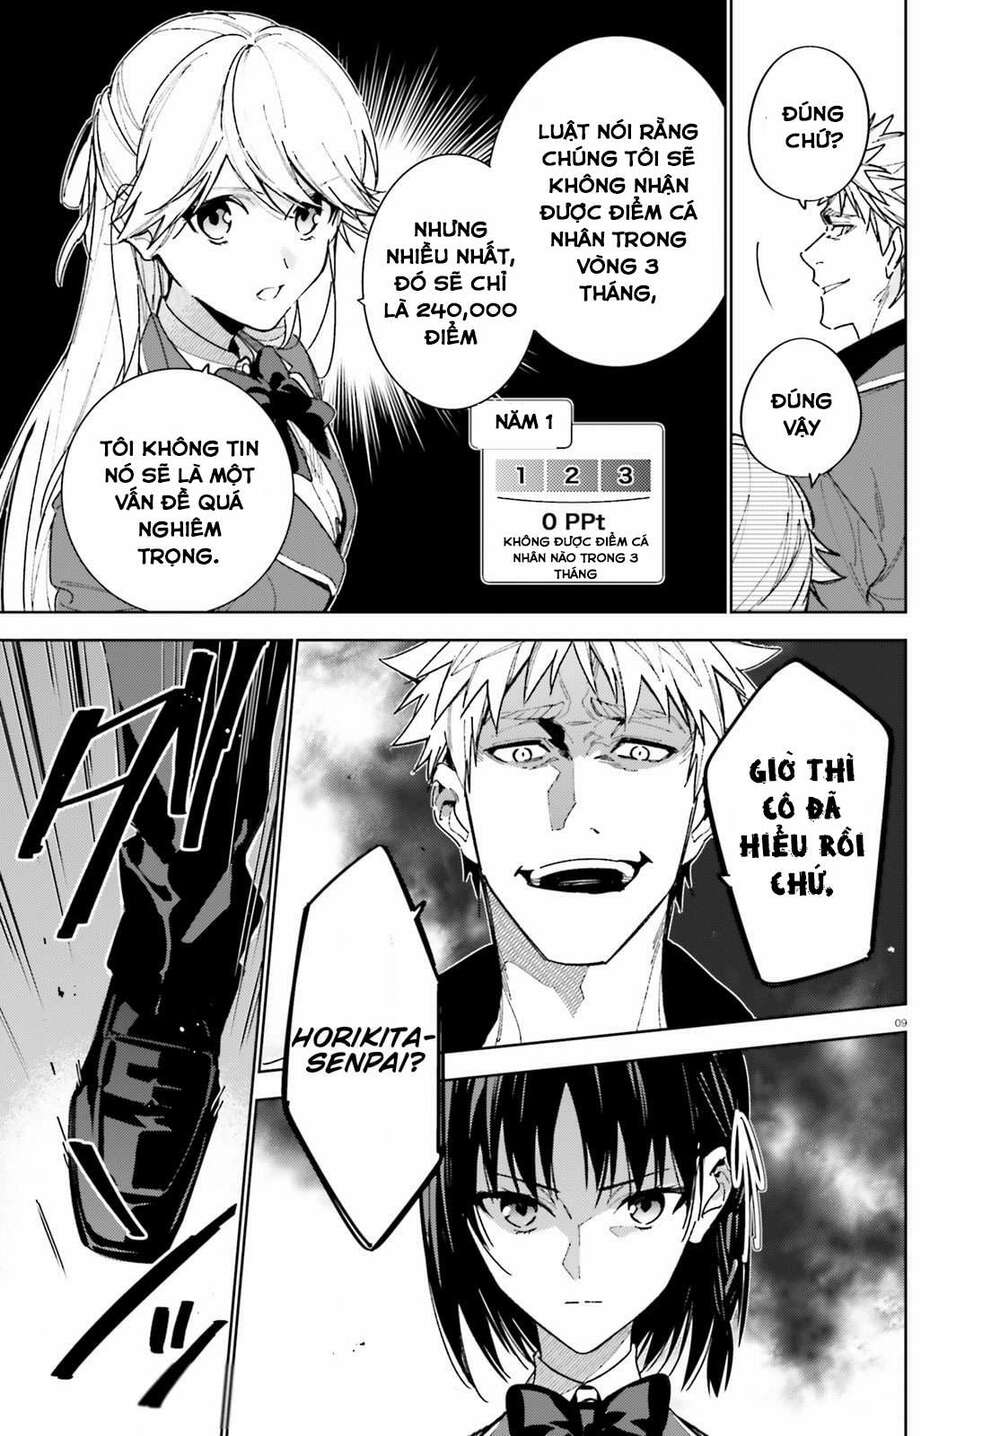 ĐÚNG
CHỨ?
ĐÚNG
VẬY
LUẬT NÓI RẰNG
CHÚNG TÔI SẼ
KHÔNG NHẬN
ĐƯỢC ĐIỂM CÁ
NHÂN TRONG
VÒNG 3
THÁNG,
NHƯNG
NHIỀU NHẤT,
ĐÓ SẼ CHỈ
LÀ 240,000
ĐIỂM
NĂM 1
1 2 3
0 PPt
KHÔNG ĐƯỢC ĐIỂM CÁ
NHÂN NÀO TRONG 3
THÁNG
TÔI KHÔNG TIN
NÓ SẼ LÀ MỘT
VẤN ĐỀ QUÁ
NGHIÊM
TRỌNG.
GIỜ THÌ
CÔ ĐÃ
HIỂU RỒI
CHỨ,
HORIKITA-
SENPAI?
09